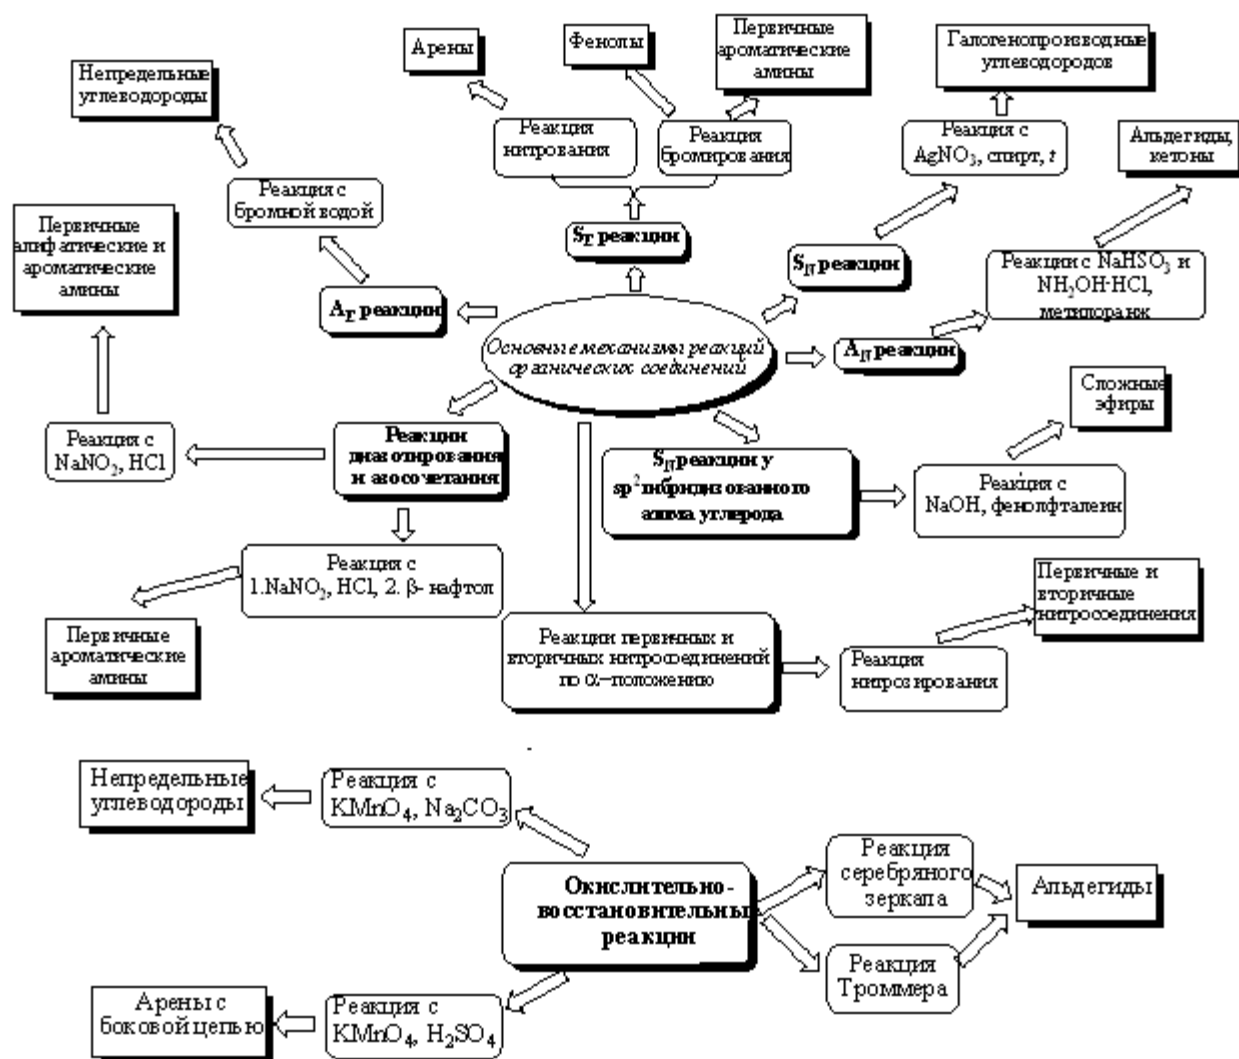 Арены
Фенолы
Первичные
ароматические
амины
Галогенопроизводные
углеводородов
Непредельные
углеводороды
Реакция
нитрования
Реакция
бромирования
Реакция с
AgNO₃, спирт, t
Альдегиды,
кетоны
Реакция с
бромной водой
Первичные
алифатические и
ароматические
амины
S_E реакции
S_N реакции
Реакции с NaHSO₃ и
NH₂OH·HCl,
метилоранж
A_E реакции
Основные механизмы реакций
органических соединений
A_N реакции
Сложные
эфиры
Реакция с
NaNO₂, HCl
Реакции
диазотирования
и азосочетания
S_N реакции у
sp² гибридизованного
атома углерода
Реакция с
NaOH, фенолфталеин
Реакция с
1.NaNO₂, HCl, 2. β- нафтол
Первичные и
вторичные
нитросоединения
Первичные
ароматические
амины
Реакции первичных и
вторичных нитросоединений
по α–положению
Реакция
нитрозирования
Непредельные
углеводороды
Реакция с
KMnO₄, Na₂CO₃
Окислительно-
восстановительные
реакции
Реакция
серебряного
зеркала
Альдегиды
Реакция
Троммера
Арены с
боковой цепью
Реакция с
KMnO₄, H₂SO₄